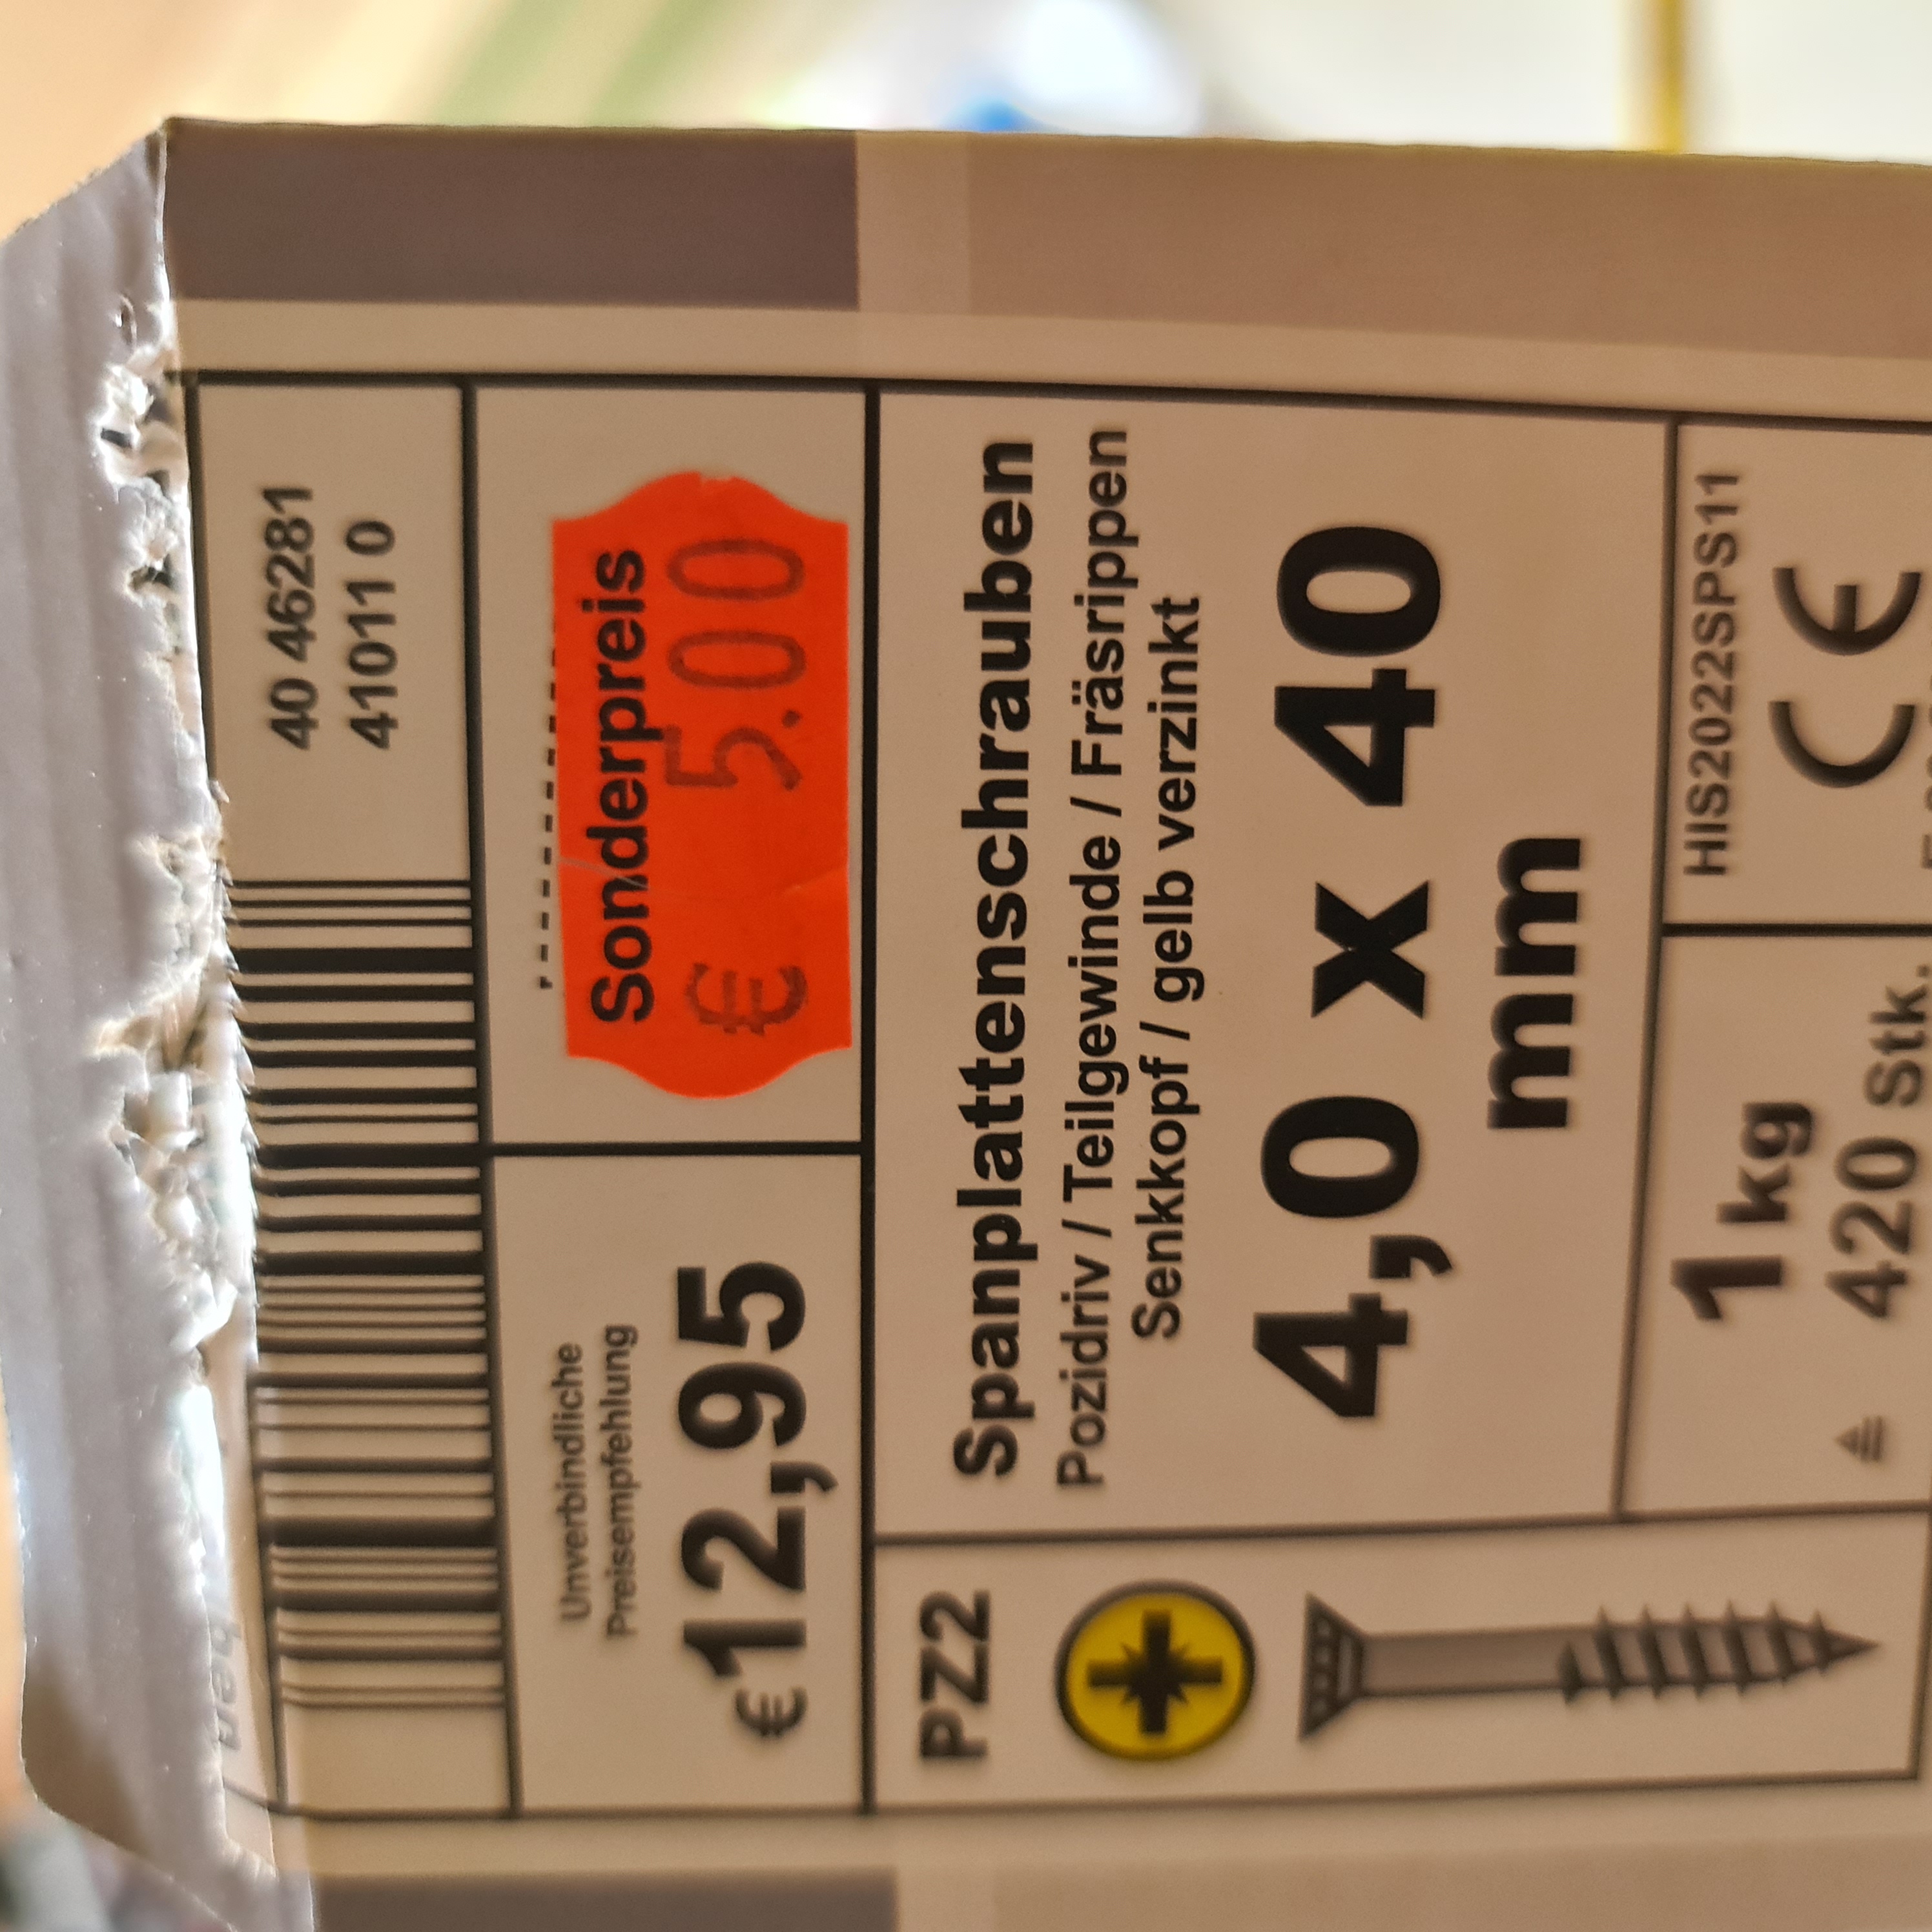 40 46281
41011 0
Unverbindliche
Preisempfehlung
€12,95
Sonderpreis
€ 5.00
Spanplattenschrauben
Pozidriv / Teilgewinde / Fräsrippen
Senkkopf / gelb verzinkt
4,0 x 40
mm
PZ2
1 kg
≙ 420 Stk.
HIS2022SPS11
CE